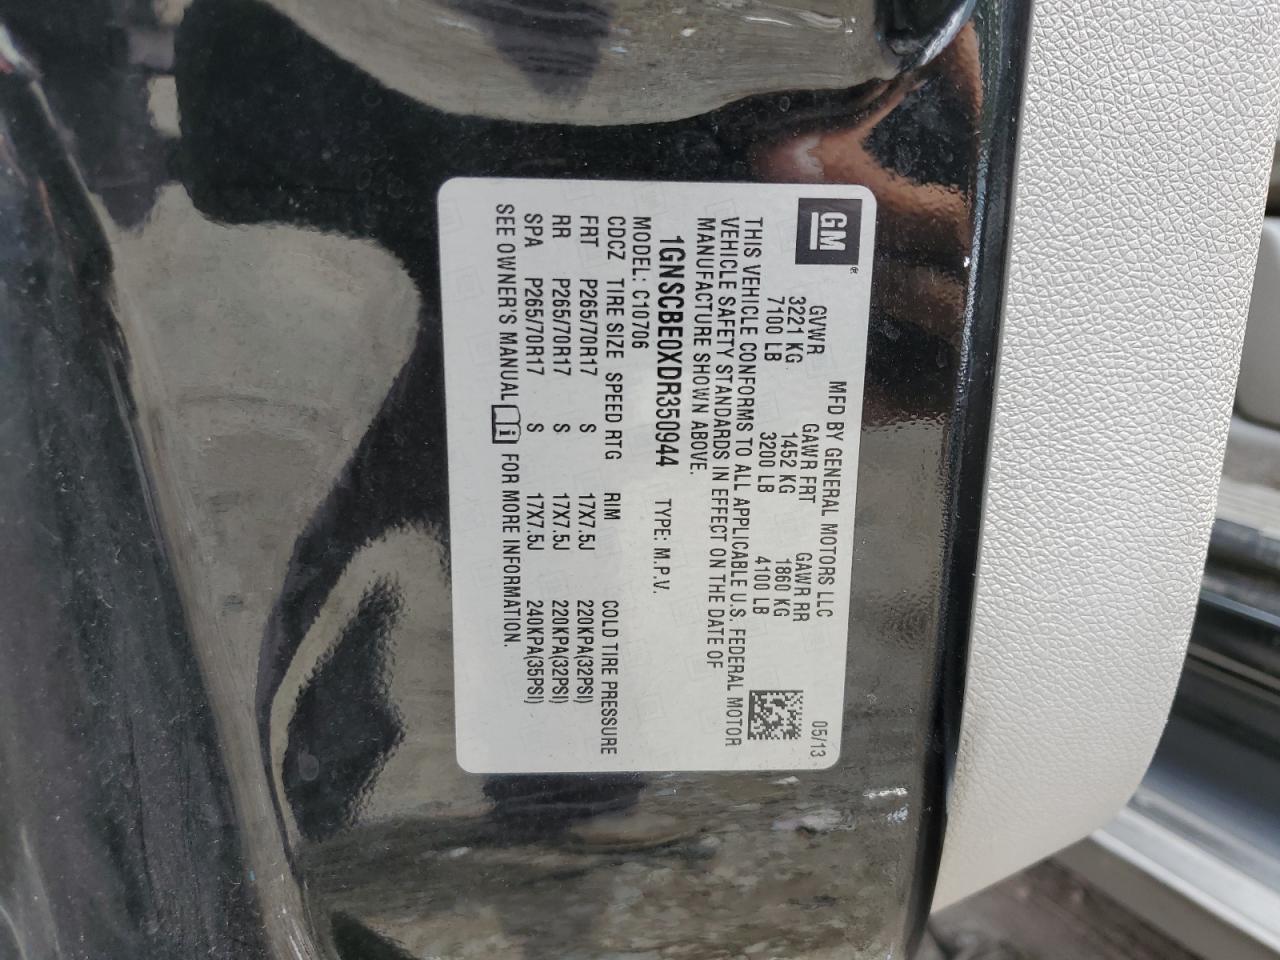 GM
MFD BY GENERAL MOTORS LLC 05/13
GVWR GAWR FRT GAWR RR
3221 KG 1452 KG 1860 KG
7100 LB 3200 LB 4100 LB
THIS VEHICLE CONFORMS TO ALL APPLICABLE U.S. FEDERAL MOTOR
VEHICLE SAFETY STANDARDS IN EFFECT ON THE DATE OF
MANUFACTURE SHOWN ABOVE.
1GNSCBE0XDR350944 TYPE: M.P.V.
MODEL: C10706
CDCZ TIRE SIZE SPEED RTG RIM COLD TIRE PRESSURE
FRT P265/70R17 S 17X7.5J 220KPA(32PSI)
RR P265/70R17 S 17X7.5J 220KPA(32PSI)
SPA P265/70R17 S 17X7.5J 240KPA(35PSI)
SEE OWNER'S MANUAL i FOR MORE INFORMATION.